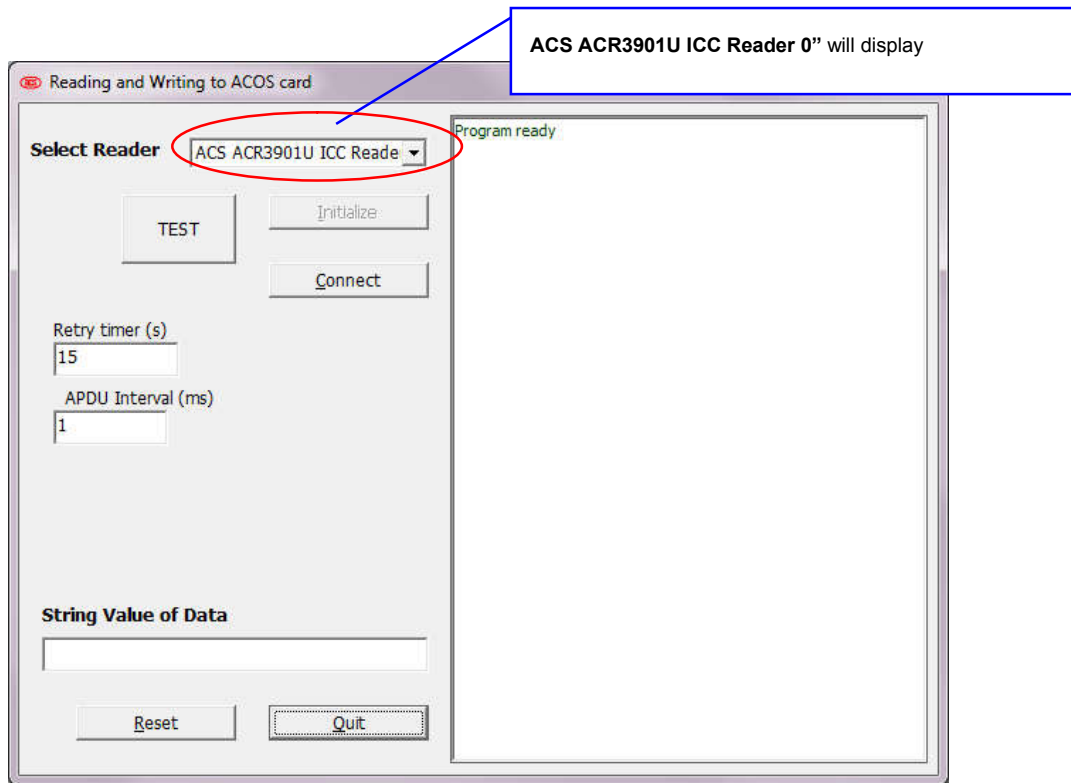 ACS ACR3901U ICC Reader 0” will display
Reading and Writing to ACOS card
Select Reader
ACS ACR3901U ICC Reade
Program ready
TEST
Initialize
Connect
Retry timer (s)
15
APDU Interval (ms)
1
String Value of Data
Reset
Quit